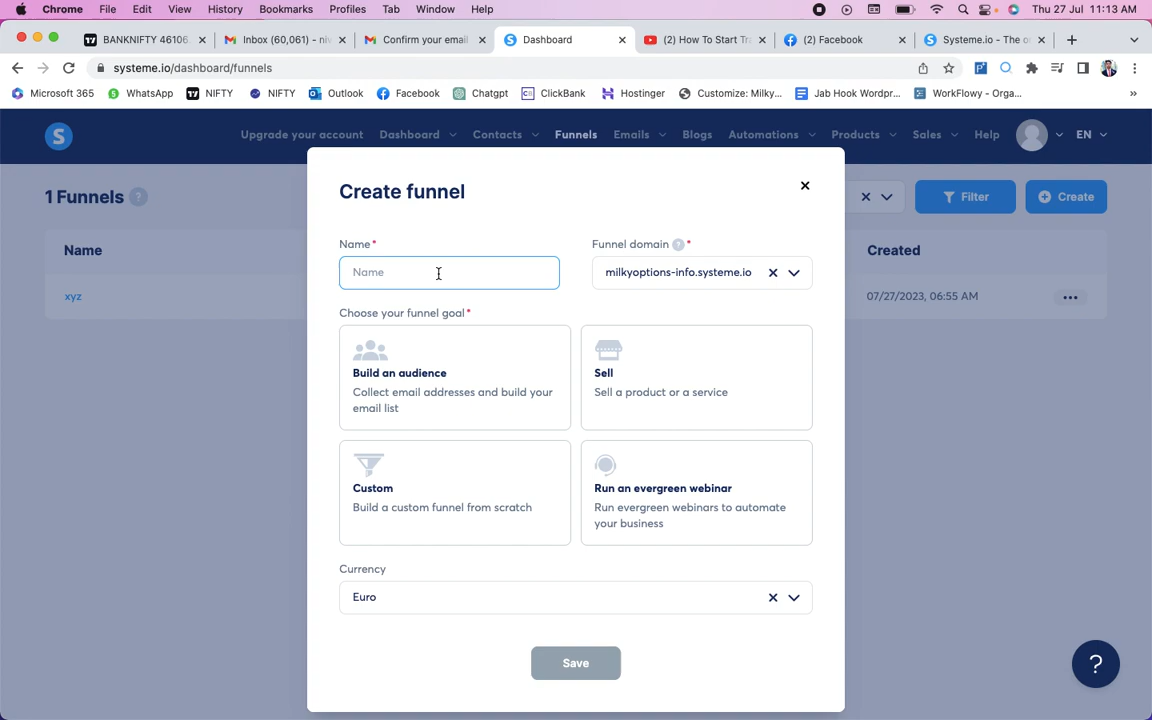 Chrome File Edit View History Bookmarks Profiles Tab Window Help Thu 27 Jul 11:13 AM
BANKNIFTY 46106 Inbox (60,061) - niv Confirm your email Dashboard (2) How To Start Tra (2) Facebook Systeme.io - The o
systeme.io/dashboard/funnels
Microsoft 365 WhatsApp NIFTY NIFTY Outlook Facebook Chatgpt ClickBank Hostinger Customize: Milky... Jab Hook Wordpr... WorkFlowy - Orga... »
S Upgrade your account Dashboard Contacts Funnels Emails Blogs Automations Products Sales Help EN
1 Funnels ? Filter Create
Create funnel
Name Created
Name* Funnel domain ? *
Name milkyoptions-info.systeme.io
xyz 07/27/2023, 06:55 AM
Choose your funnel goal*
Build an audience Sell
Collect email addresses and build your Sell a product or a service
email list
Custom Run an evergreen webinar
Build a custom funnel from scratch Run evergreen webinars to automate
your business
Currency
Euro
Save ?